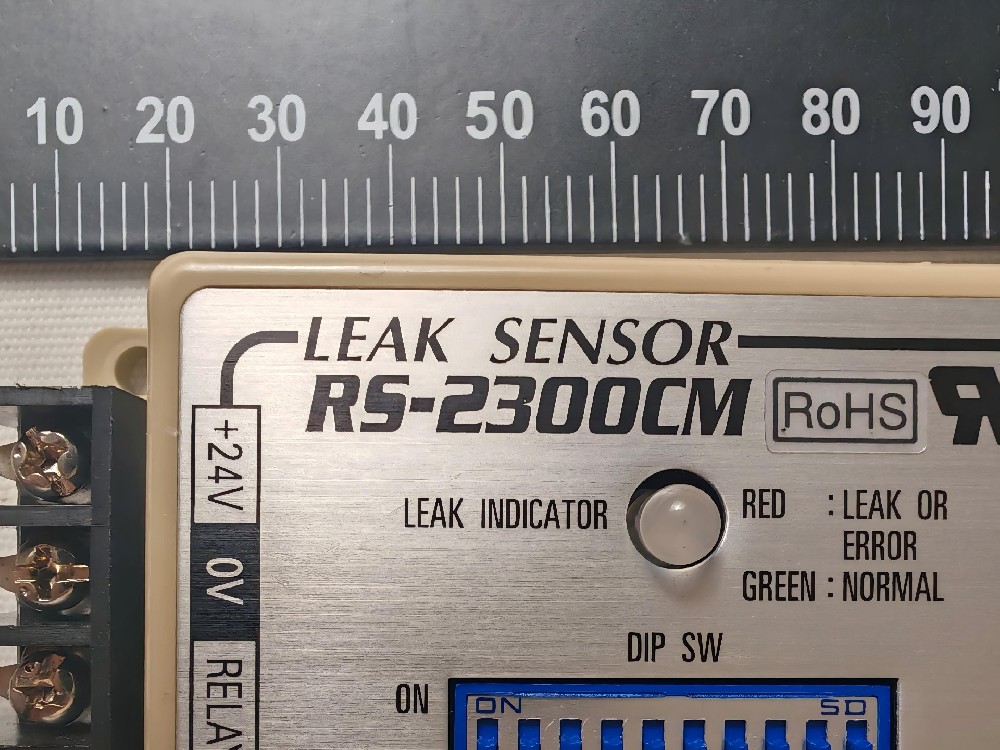 10 20 30 40 50 60 70 80 90
LEAK SENSOR
RS-2300CM RoHS
+24V
0V
LEAK INDICATOR
RED : LEAK OR
ERROR
GREEN : NORMAL
DIP SW
ON
ON SD